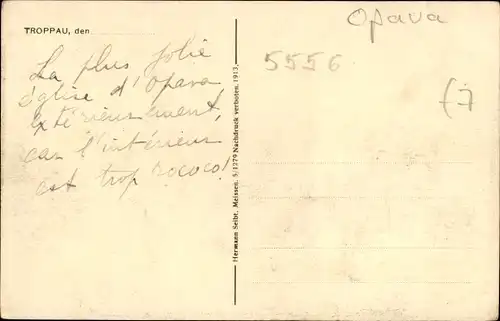 TROPPAU, den
La plus jolie
église d'Opava
extérieurement,
car l'intérieur
est trop rococo!
Hermann Seibt, Meissen. 5/1279 Nachdruck verboten. 1913.
Opava
5556
f7